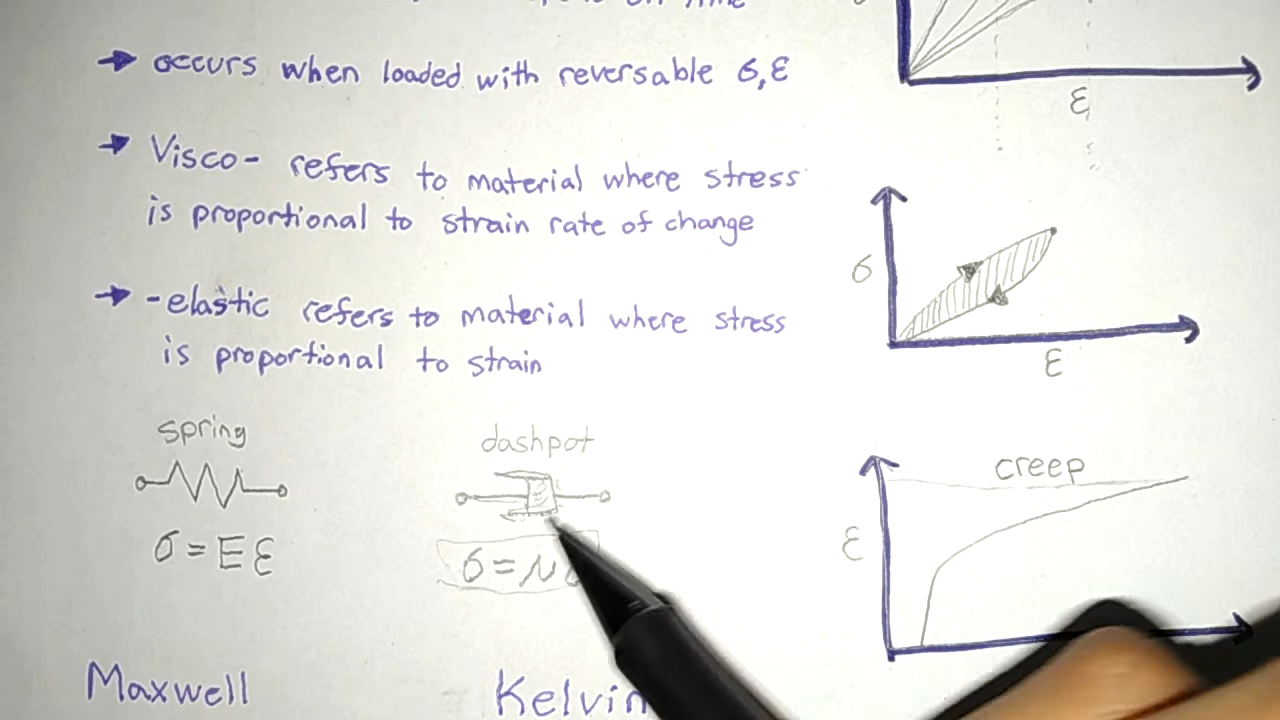 → occurs when loaded with reversable σ,ε
→ Visco- refers to material where stress
is proportional to strain rate of change
→ -elastic refers to material where stress
is proportional to strain
spring
dashpot
σ = E ε
σ = μ
Maxwell
Kelvin
ε
σ
ε
creep
ε